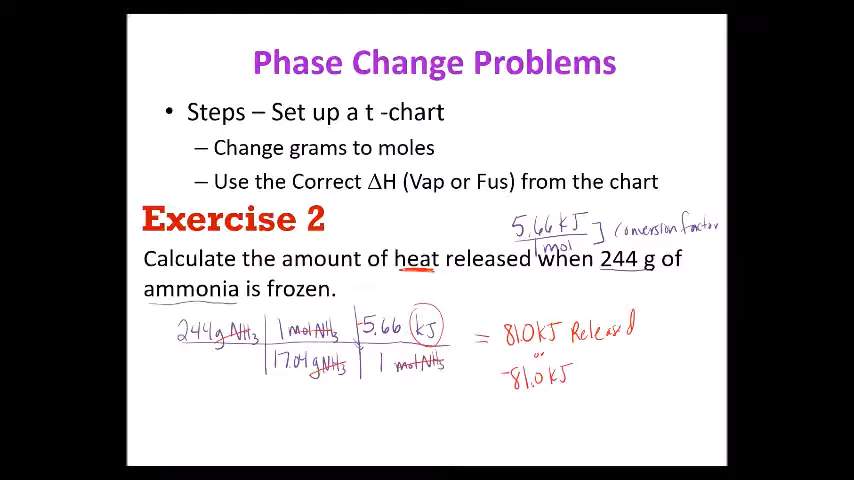 Phase Change Problems
• Steps – Set up a t -chart
– Change grams to moles
– Use the Correct ΔH (Vap or Fus) from the chart
Exercise 2
5.66 kJ
1 mol
] Conversion factor
Calculate the amount of heat released when 244 g of
ammonia is frozen.
244g NH3 | 1 mol NH3 | -5.66 kJ
17.04 g NH3 | 1 mol NH3
= 81.0 kJ Released
or
-81.0 kJ